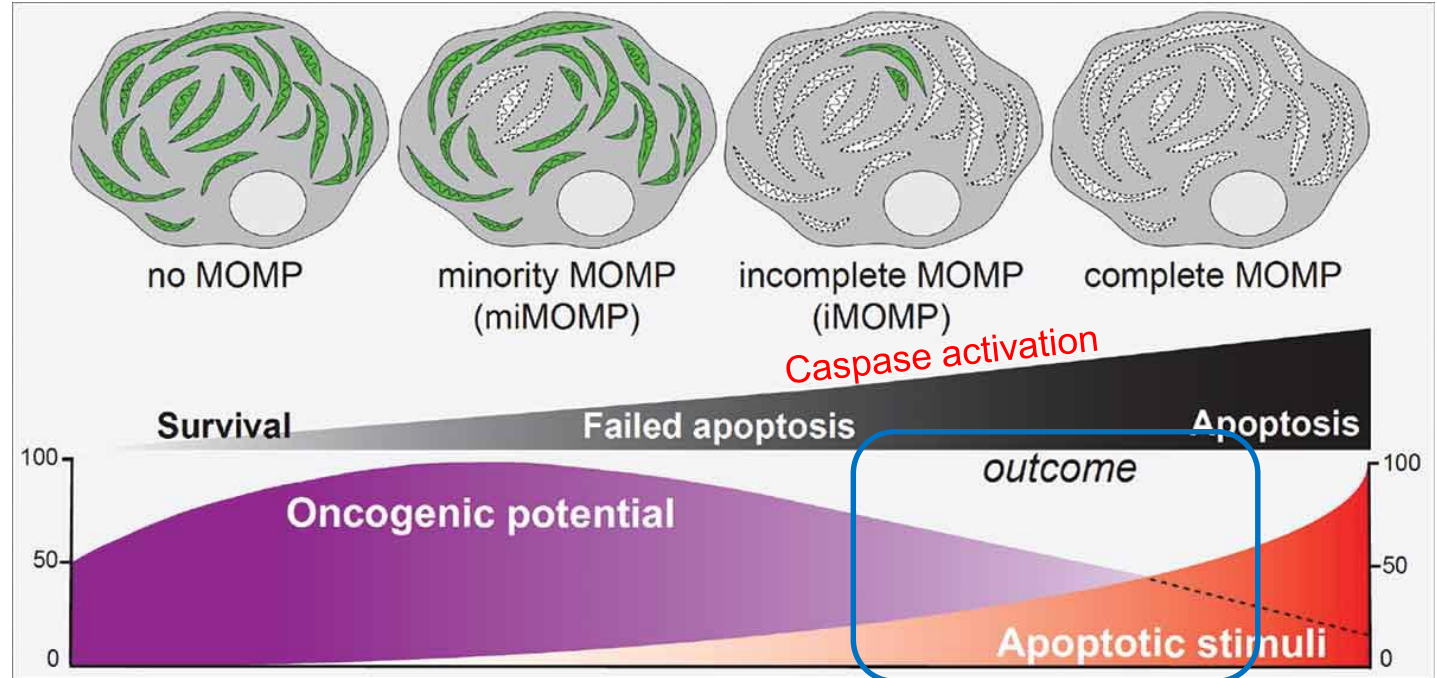 no MOMP
minority MOMP
(miMOMP)
incomplete MOMP
(iMOMP)
complete MOMP
Caspase activation
Survival
Failed apoptosis
Apoptosis
100
outcome
100
Oncogenic potential
50
50
Apoptotic stimuli
0
0